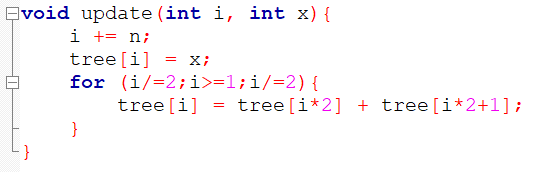 void update(int i, int x){
    i += n;
    tree[i] = x;
    for (i/=2;i>=1;i/=2){
        tree[i] = tree[i*2] + tree[i*2+1];
    }
}